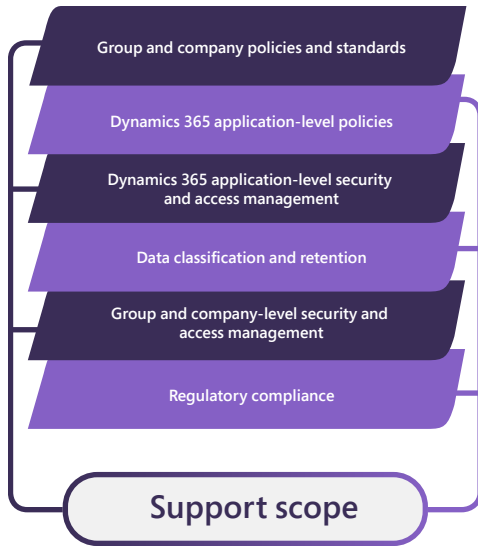 Group and company policies and standards
Dynamics 365 application-level policies
Dynamics 365 application-level security
and access management
Data classification and retention
Group and company-level security and
access management
Regulatory compliance
Support scope